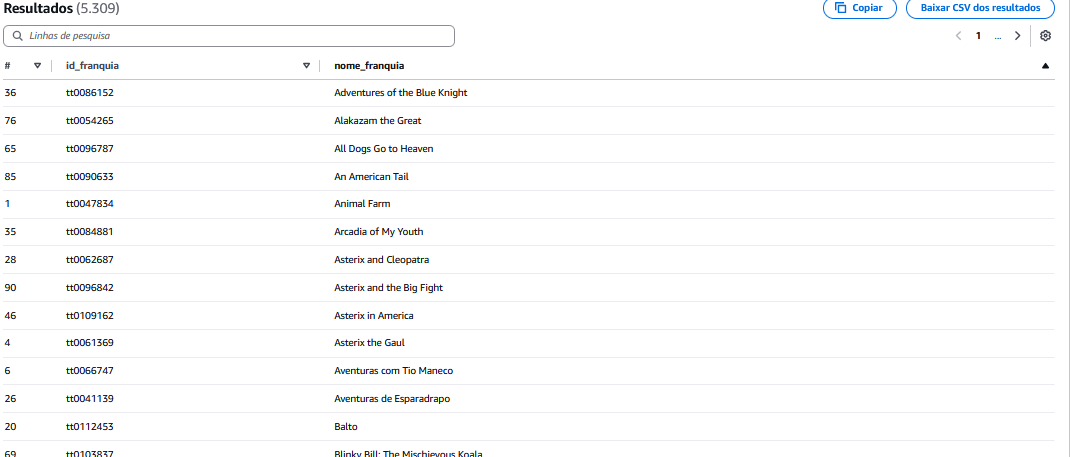 Resultados (5.309) Copiar Baixar CSV dos resultados
Linhas de pesquisa 1 ...
# id_franquia nome_franquia
36 tt0086152 Adventures of the Blue Knight
76 tt0054265 Alakazam the Great
65 tt0096787 All Dogs Go to Heaven
85 tt0090633 An American Tail
1 tt0047834 Animal Farm
35 tt0084881 Arcadia of My Youth
28 tt0062687 Asterix and Cleopatra
90 tt0096842 Asterix and the Big Fight
46 tt0109162 Asterix in America
4 tt0061369 Asterix the Gaul
6 tt0066747 Aventuras com Tio Maneco
26 tt0041139 Aventuras de Esparadrapo
20 tt0112453 Balto
69 tt0103837 Blinky Bill: The Mischievous Koala